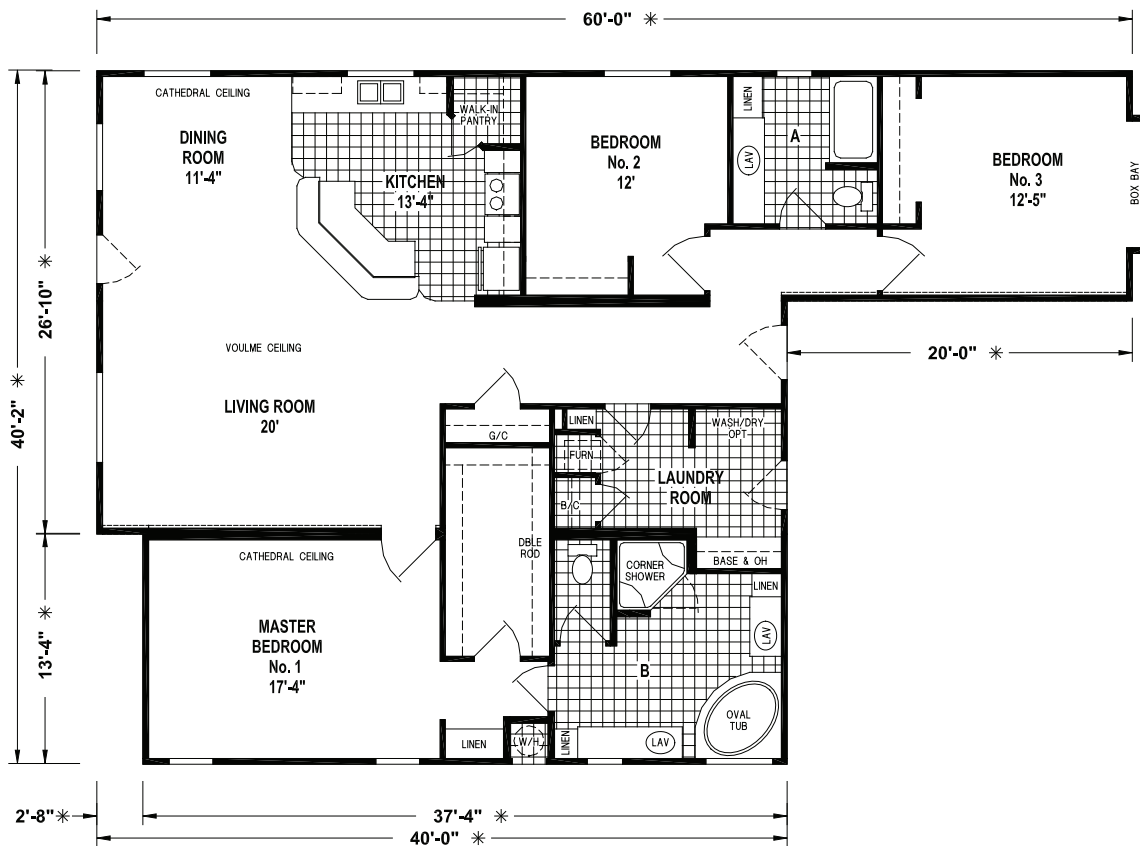 60'-0" ✳
CATHEDRAL CEILING
DINING
ROOM
11'-4"
WALK-IN
PANTRY
KITCHEN
13'-4"
BEDROOM
No. 2
12'
LINEN
LAV
A
BEDROOM
No. 3
12'-5"
BOX BAY
26'-10" ✳
40'-2" ✳
20'-0" ✳
VOULME CEILING
LIVING ROOM
20'
G/C
LINEN
FURN
B/C
WASH/DRY
OPT
LAUNDRY
ROOM
BASE & OH
DBLE
ROD
CATHEDRAL CEILING
MASTER
BEDROOM
No. 1
17'-4"
CORNER
SHOWER
LINEN
LAV
B
OVAL
TUB
LINEN
W/H
LINEN
LAV
13'-4" ✳
2'-8"✳
37'-4" ✳
40'-0" ✳